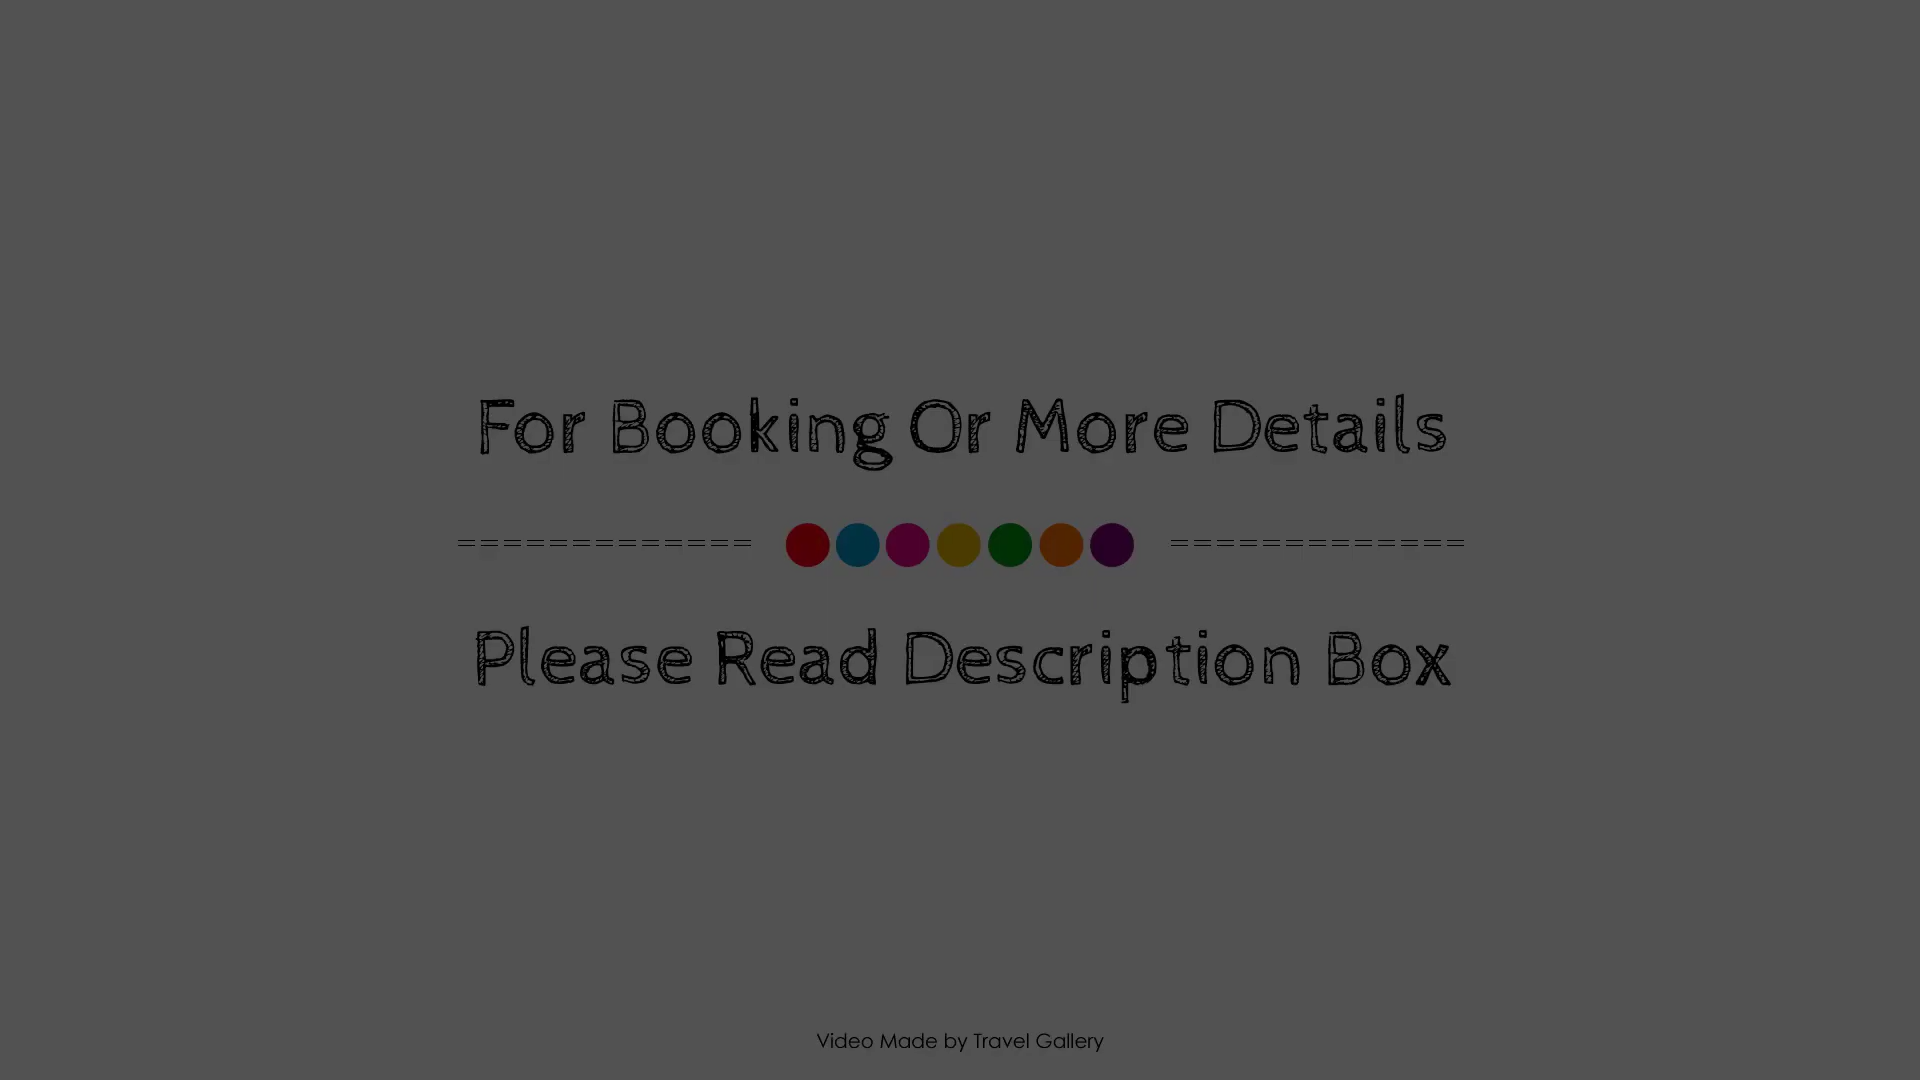 For Booking Or More Details
============= =============
Please Read Description Box
Video Made by Travel Gallery